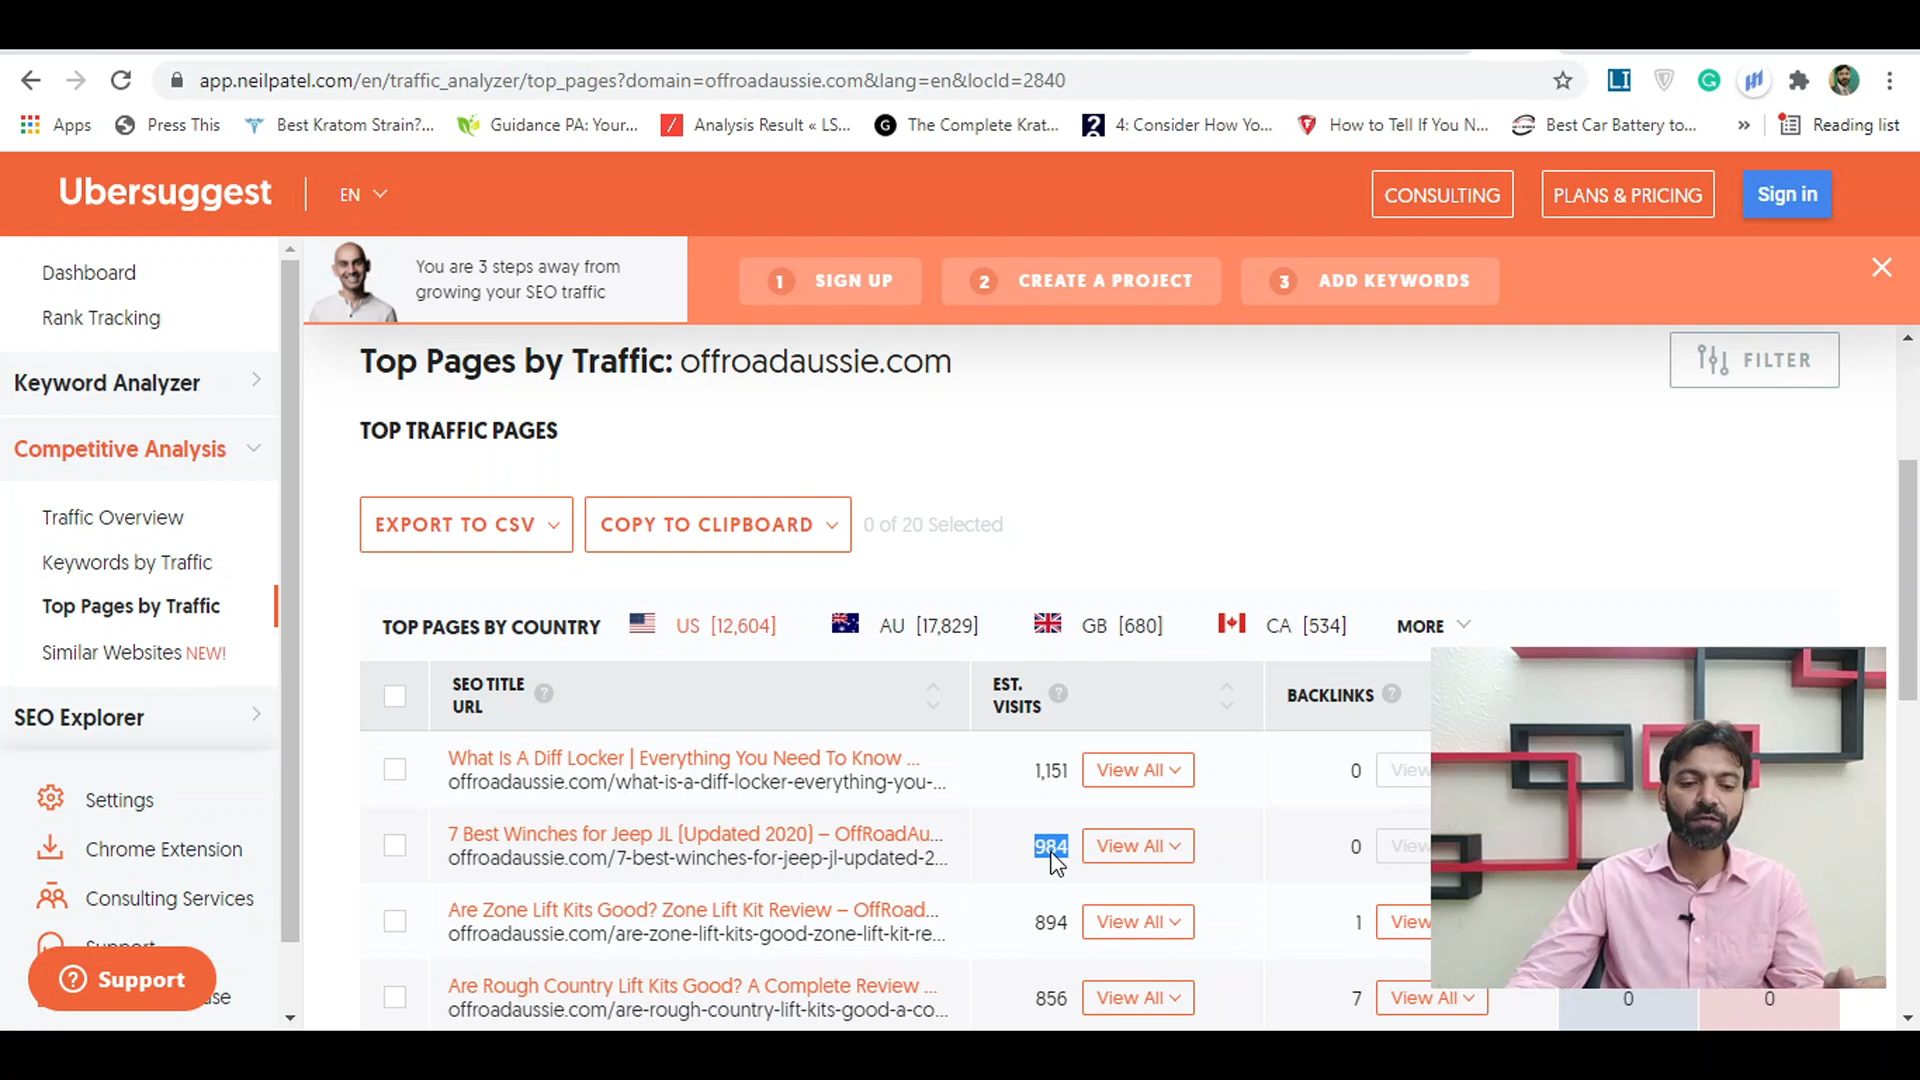 app.neilpatel.com/en/traffic_analyzer/top_pages?domain=offroadaussie.com&lang=en&locId=2840
Apps Press This Best Kratom Strain?... Guidance PA: Your... Analysis Result « LS... The Complete Krat... 4: Consider How Yo... How to Tell If You N... Best Car Battery to... » Reading list
Ubersuggest EN CONSULTING PLANS & PRICING Sign in
Dashboard
Rank Tracking
Keyword Analyzer
Competitive Analysis
Traffic Overview
Keywords by Traffic
Top Pages by Traffic
Similar Websites NEW!
SEO Explorer
Settings
Chrome Extension
Consulting Services
Support
Support
You are 3 steps away from
growing your SEO traffic
1 SIGN UP 2 CREATE A PROJECT 3 ADD KEYWORDS
Top Pages by Traffic: offroadaussie.com FILTER
TOP TRAFFIC PAGES
EXPORT TO CSV COPY TO CLIPBOARD 0 of 20 Selected
TOP PAGES BY COUNTRY US [12,604] AU [17,829] GB [680] CA [534] MORE
SEO TITLE
URL
EST.
VISITS
BACKLINKS
What Is A Diff Locker | Everything You Need To Know ...
offroadaussie.com/what-is-a-diff-locker-everything-you-...
1,151 View All 0 View
7 Best Winches for Jeep JL (Updated 2020) – OffRoadAu...
offroadaussie.com/7-best-winches-for-jeep-jl-updated-2...
984 View All 0 View
Are Zone Lift Kits Good? Zone Lift Kit Review – OffRoad...
offroadaussie.com/are-zone-lift-kits-good-zone-lift-kit-re...
894 View All 1 View
Are Rough Country Lift Kits Good? A Complete Review ...
offroadaussie.com/are-rough-country-lift-kits-good-a-co...
856 View All 7 View All 0 0